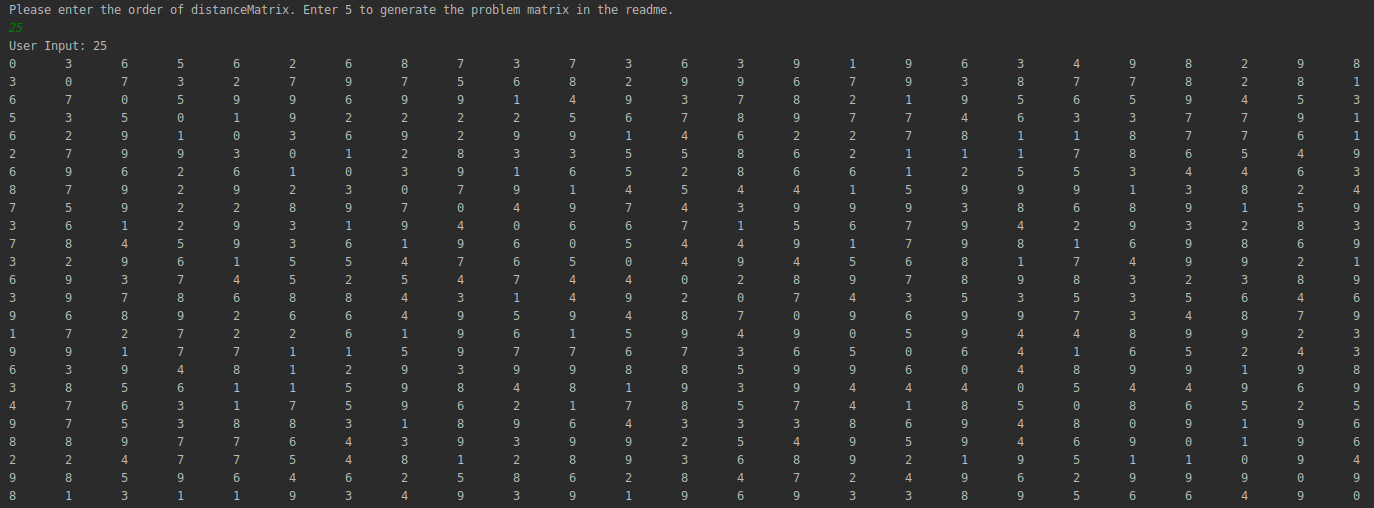 Please enter the order of distanceMatrix. Enter 5 to generate the problem matrix in the readme.
25
User Input: 25
0 3 6 5 6 2 6 8 7 3 7 3 6 3 9 1 9 6 3 4 9 8 2 9 8
3 0 7 3 2 7 9 7 5 6 8 2 9 9 6 7 9 3 8 7 7 8 2 8 1
6 7 0 5 9 9 6 9 9 1 4 9 3 7 8 2 1 9 5 6 5 9 4 5 3
5 3 5 0 1 9 2 2 2 2 5 6 7 8 9 7 7 4 6 3 3 7 7 9 1
6 2 9 1 0 3 6 9 2 9 9 1 4 6 2 2 7 8 1 1 8 7 7 6 1
2 7 9 9 3 0 1 2 8 3 3 5 5 8 6 2 1 1 1 7 8 6 5 4 9
6 9 6 2 6 1 0 3 9 1 6 5 2 8 6 6 1 2 5 5 3 4 4 6 3
8 7 9 2 9 2 3 0 7 9 1 4 5 4 4 1 5 9 9 9 1 3 8 2 4
7 5 9 2 2 8 9 7 0 4 9 7 4 3 9 9 9 3 8 6 8 9 1 5 9
3 6 1 2 9 3 1 9 4 0 6 6 7 1 5 6 7 9 4 2 9 3 2 8 3
7 8 4 5 9 3 6 1 9 6 0 5 4 4 9 1 7 9 8 1 6 9 8 6 9
3 2 9 6 1 5 5 4 7 6 5 0 4 9 4 5 6 8 1 7 4 9 9 2 1
6 9 3 7 4 5 2 5 4 7 4 4 0 2 8 9 7 8 9 8 3 2 3 8 9
3 9 7 8 6 8 8 4 3 1 4 9 2 0 7 4 3 5 3 5 3 5 6 4 6
9 6 8 9 2 6 6 4 9 5 9 4 8 7 0 9 6 9 9 7 3 4 8 7 9
1 7 2 7 2 2 6 1 9 6 1 5 9 4 9 0 5 9 4 4 8 9 9 2 3
9 9 1 7 7 1 1 5 9 7 7 6 7 3 6 5 0 6 4 1 6 5 2 4 3
6 3 9 4 8 1 2 9 3 9 9 8 8 5 9 9 6 0 4 8 9 9 1 9 8
3 8 5 6 1 1 5 9 8 4 8 1 9 3 9 4 4 4 0 5 4 4 9 6 9
4 7 6 3 1 7 5 9 6 2 1 7 8 5 7 4 1 8 5 0 8 6 5 2 5
9 7 5 3 8 8 3 1 8 9 6 4 3 3 3 8 6 9 4 8 0 9 1 9 6
8 8 9 7 7 6 4 3 9 3 9 9 2 5 4 9 5 9 4 6 9 0 1 9 6
2 2 4 7 7 5 4 8 1 2 8 9 3 6 8 9 2 1 9 5 1 1 0 9 4
9 8 5 9 6 4 6 2 5 8 6 2 8 4 7 2 4 9 6 2 9 9 9 0 9
8 1 3 1 1 9 3 4 9 3 9 1 9 6 9 3 3 8 9 5 6 6 4 9 0